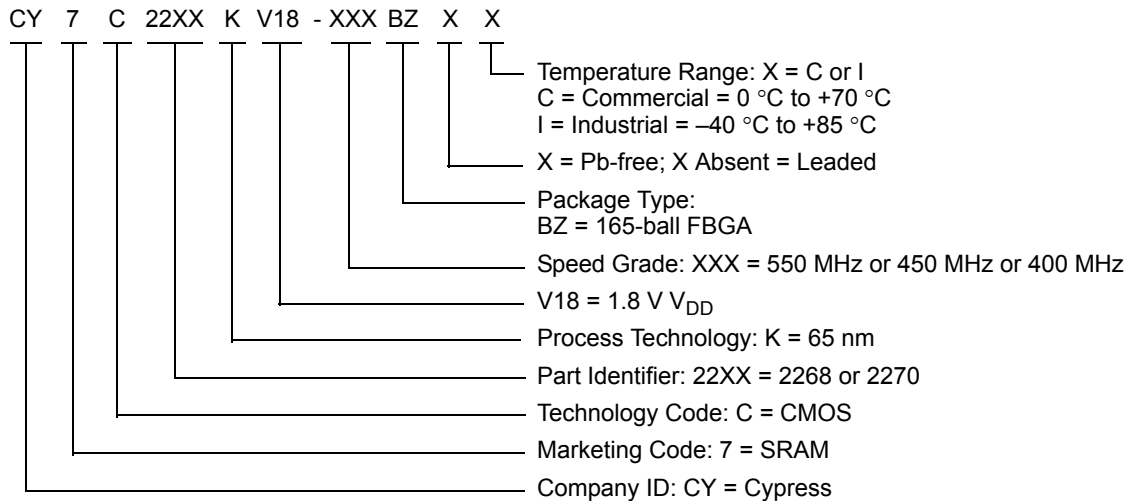 CY 7 C 22XX K V18 - XXX BZ X X
Temperature Range: X = C or I
C = Commercial = 0 °C to +70 °C
I = Industrial = –40 °C to +85 °C
X = Pb-free; X Absent = Leaded
Package Type:
BZ = 165-ball FBGA
Speed Grade: XXX = 550 MHz or 450 MHz or 400 MHz
V18 = 1.8 V VDD
Process Technology: K = 65 nm
Part Identifier: 22XX = 2268 or 2270
Technology Code: C = CMOS
Marketing Code: 7 = SRAM
Company ID: CY = Cypress